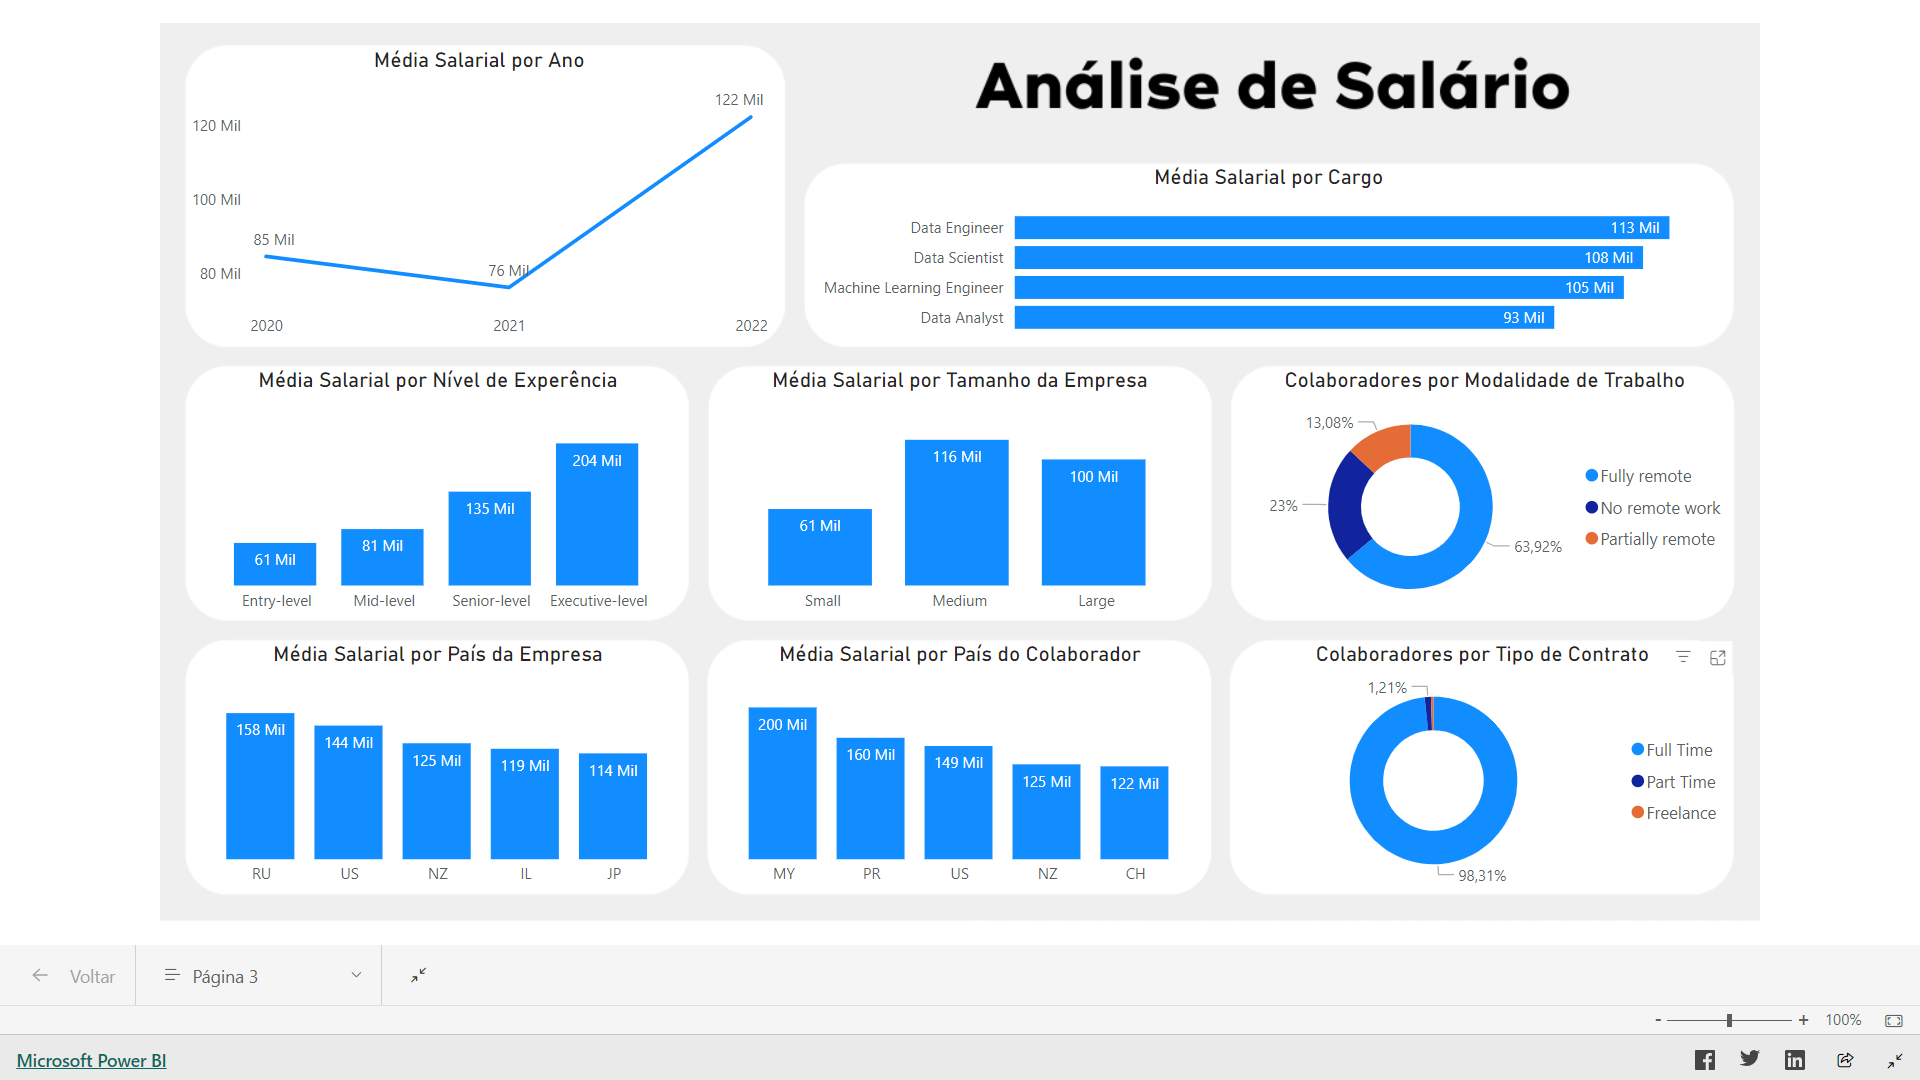 Análise de Salário
Média Salarial por Ano
122 Mil
120 Mil
100 Mil
85 Mil
76 Mil
80 Mil
2020 2021 2022
Média Salarial por Cargo
Data Engineer 113 Mil
Data Scientist 108 Mil
Machine Learning Engineer 105 Mil
Data Analyst 93 Mil
Média Salarial por Nível de Experência
204 Mil
135 Mil
81 Mil
61 Mil
Entry-level Mid-level Senior-level Executive-level
Média Salarial por Tamanho da Empresa
116 Mil
100 Mil
61 Mil
Small Medium Large
Colaboradores por Modalidade de Trabalho
13,08%
23%
63,92%
Fully remote
No remote work
Partially remote
Média Salarial por País da Empresa
158 Mil
144 Mil
125 Mil
119 Mil
114 Mil
RU US NZ IL JP
Média Salarial por País do Colaborador
200 Mil
160 Mil
149 Mil
125 Mil
122 Mil
MY PR US NZ CH
Colaboradores por Tipo de Contrato
1,21%
98,31%
Full Time
Part Time
Freelance
Voltar
Página 3
- + 100%
Microsoft Power BI